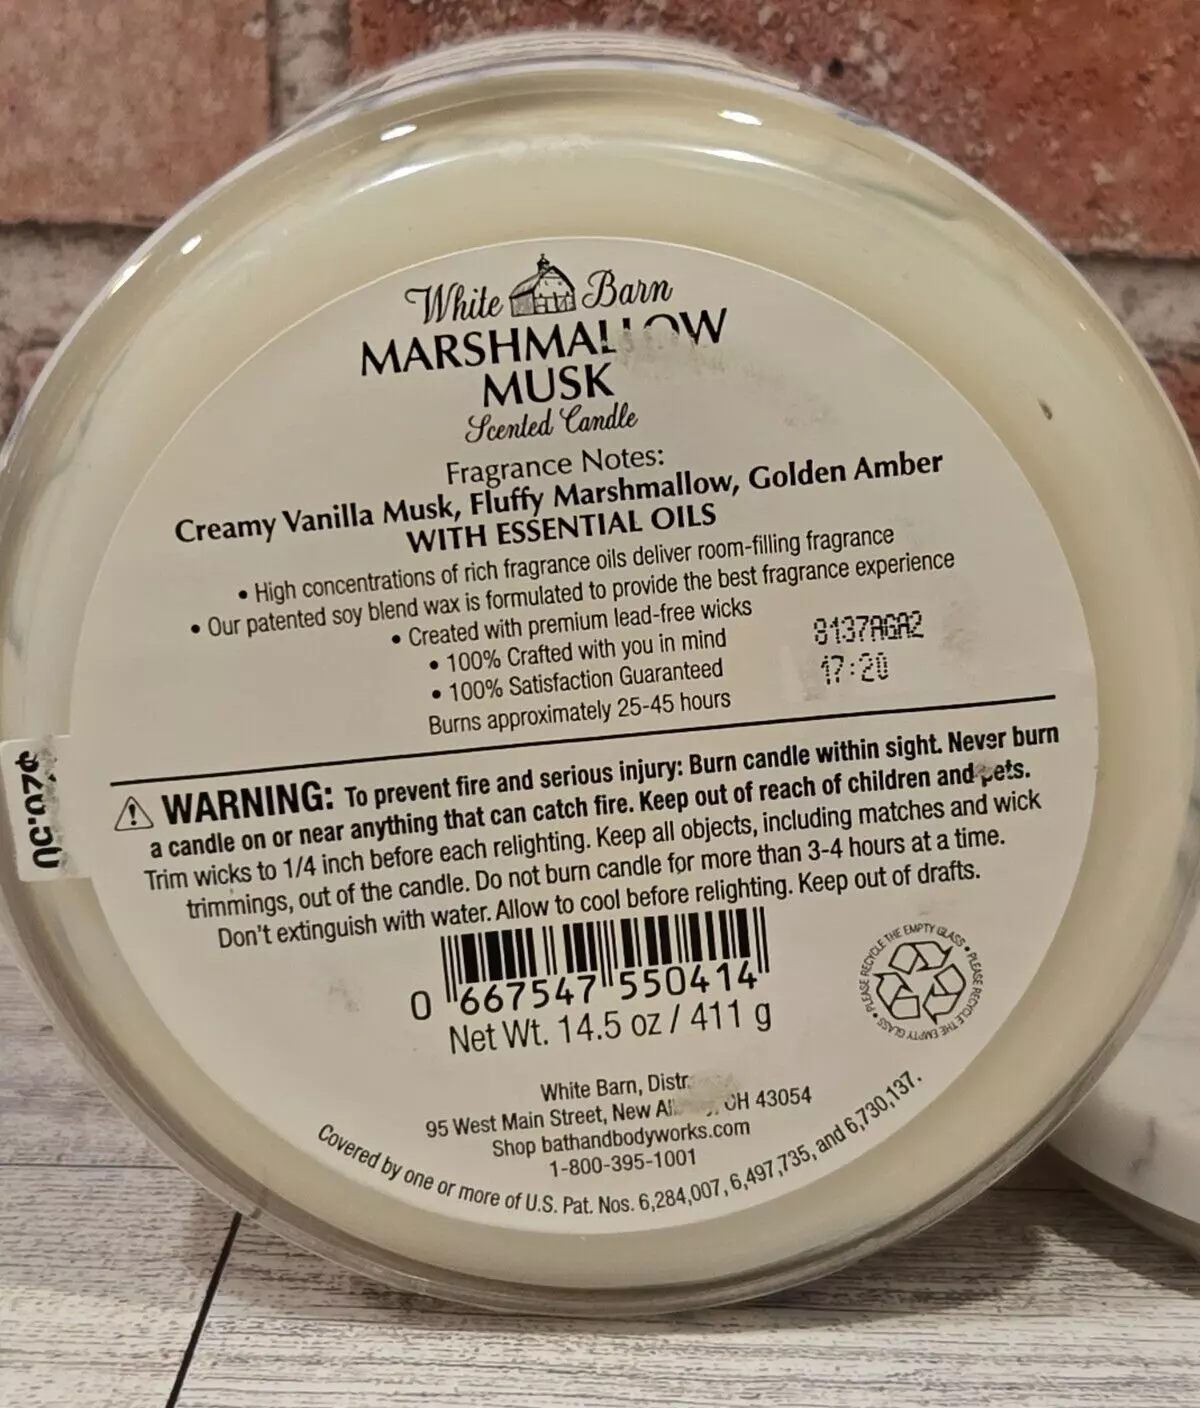 White Barn
MARSHMALLOW
MUSK
Scented Candle
Fragrance Notes:
Creamy Vanilla Musk, Fluffy Marshmallow, Golden Amber
WITH ESSENTIAL OILS
• High concentrations of rich fragrance oils deliver room-filling fragrance
• Our patented soy blend wax is formulated to provide the best fragrance experience
• Created with premium lead-free wicks
• 100% Crafted with you in mind
• 100% Satisfaction Guaranteed
Burns approximately 25-45 hours
8137AGA2
17:20
⚠ WARNING: To prevent fire and serious injury: Burn candle within sight. Never burn
a candle on or near anything that can catch fire. Keep out of reach of children and pets.
Trim wicks to 1/4 inch before each relighting. Keep all objects, including matches and wick
trimmings, out of the candle. Do not burn candle for more than 3-4 hours at a time.
Don't extinguish with water. Allow to cool before relighting. Keep out of drafts.
0 667547 550414
Net Wt. 14.5 oz / 411 g
• PLEASE RECYCLE THE EMPTY GLASS • PLEASE RECYCLE THE EMPTY GLASS
White Barn, Distr.
95 West Main Street, New OH 43054
Shop bathandbodyworks.com
1-800-395-1001
Covered by one or more of U.S. Pat. Nos. 6,284,007, 6,497,735, and 6,730,137.